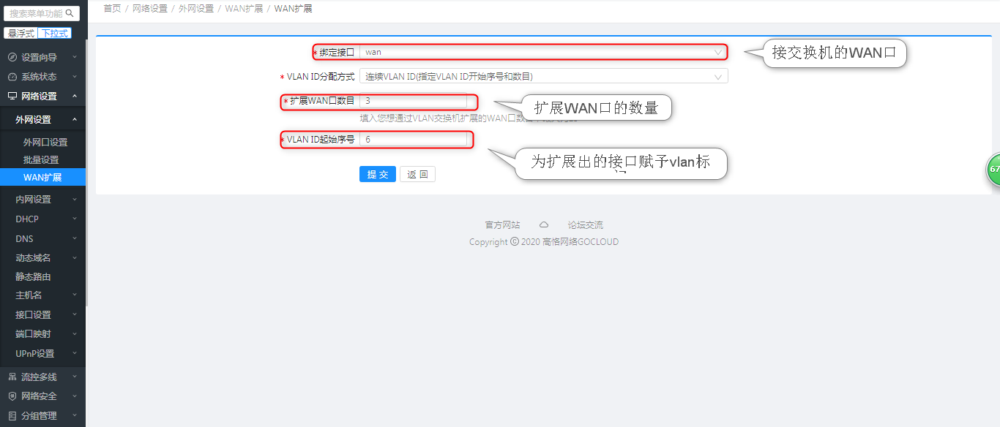 搜索菜单功能
悬浮式 下拉式
设置向导
系统状态
网络设置
外网设置
外网口设置
批量设置
WAN扩展
内网设置
DHCP
DNS
动态域名
静态路由
主机名
接口设置
端口映射
UPnP设置
流控多线
网络安全
分组管理
首页 / 网络设置 / 外网设置 / WAN扩展 / WAN扩展
* 绑定接口 wan
接交换机的WAN口
* VLAN ID分配方式 连续VLAN ID(指定VLAN ID开始序号和数目)
* 扩展WAN口数目 3
扩展WAN口的数量
填入您想通过VLAN交换机扩展的WAN口数目
* VLAN ID起始序号 6
为扩展出的接口赋予vlan标
提 交 返 回
67
官方网站 论坛交流
Copyright © 2020 高恪网络GOCLOUD